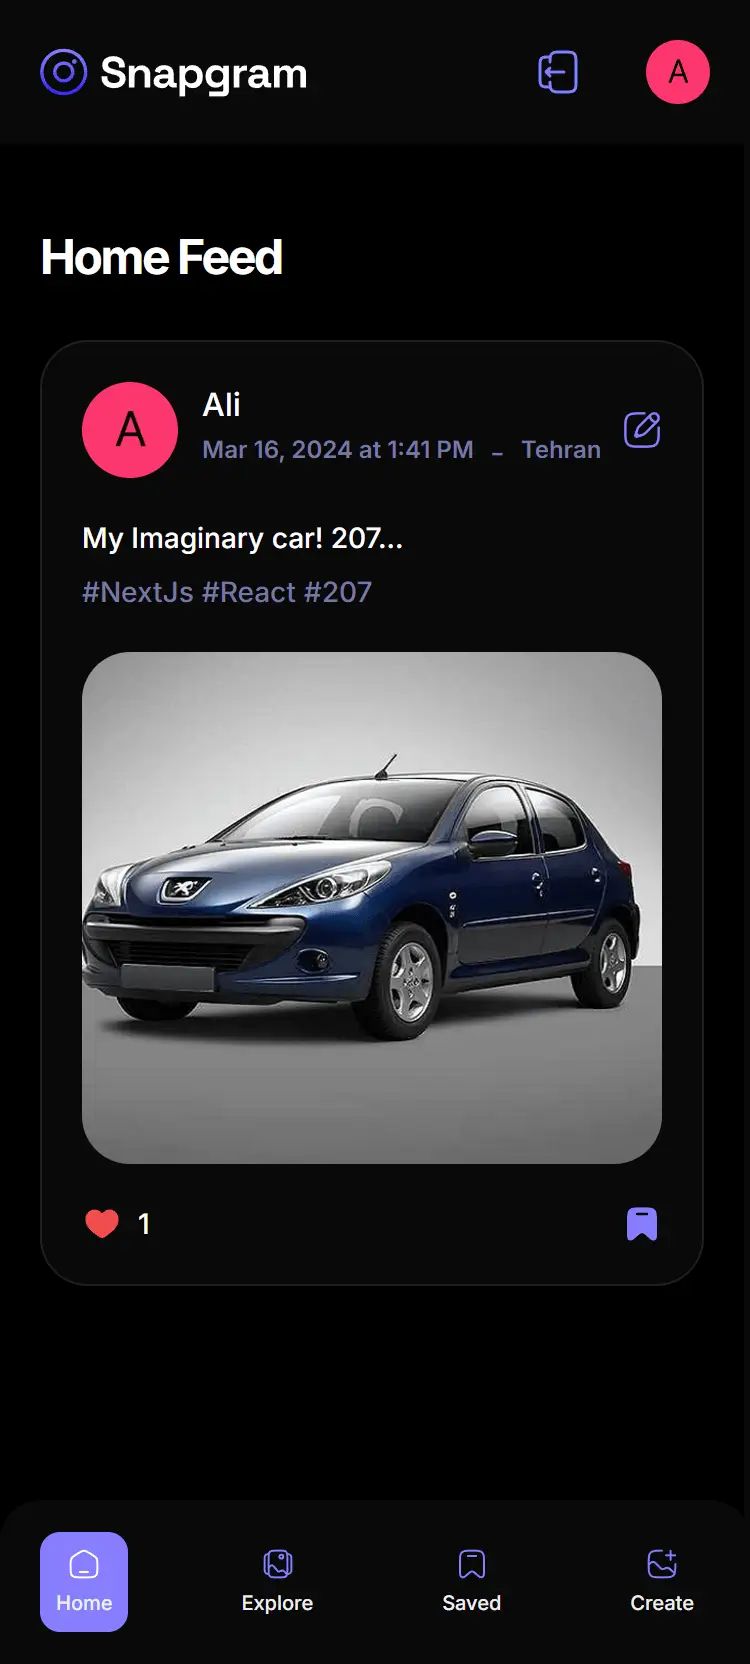 Snapgram
A
Home Feed
A
Ali
Mar 16, 2024 at 1:41 PM - Tehran
My Imaginary car! 207...
#NextJs #React #207
1
Home Explore Saved Create